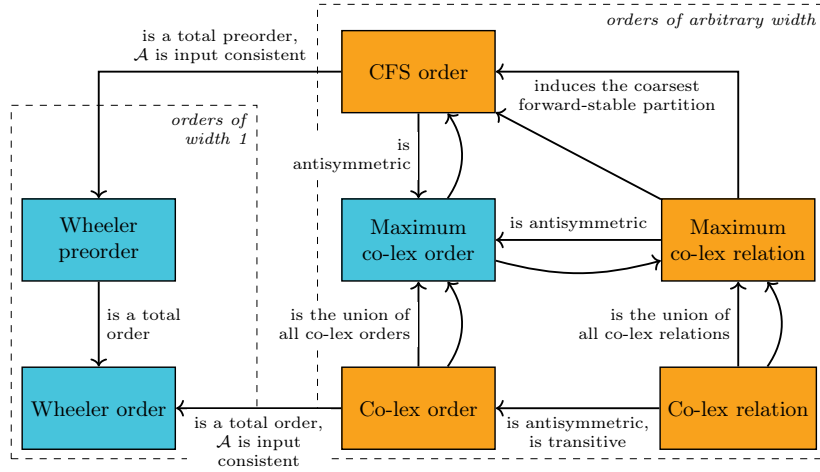 orders of arbitrary width
is a total preorder,
𝒜 is input consistent
CFS order
induces the coarsest
forward-stable partition
orders of
width 1
is
antisymmetric
Wheeler
preorder
Maximum
co-lex order
is antisymmetric
Maximum
co-lex relation
is a total
order
is the union of
all co-lex orders
is the union of
all co-lex relations
Wheeler order
is a total order,
𝒜 is input
consistent
Co-lex order
is antisymmetric,
is transitive
Co-lex relation